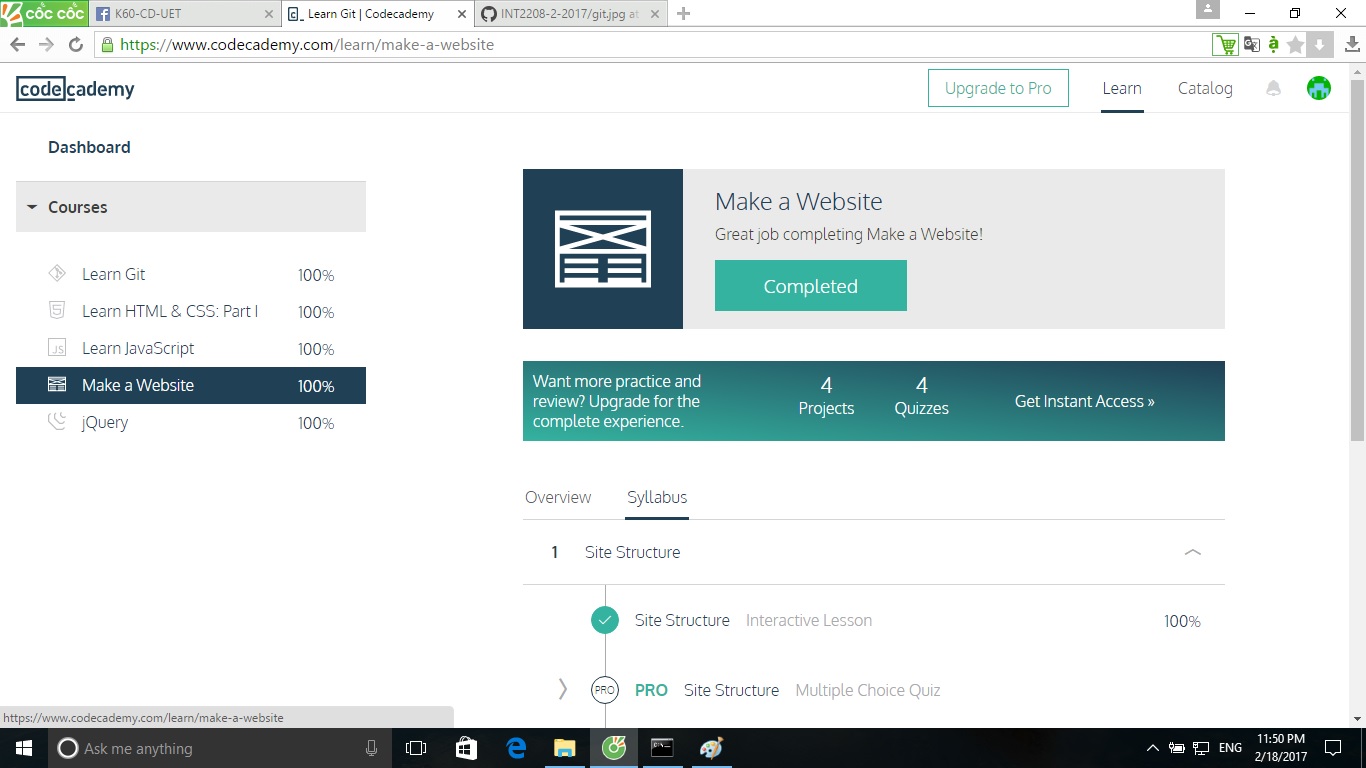 cốc cốc
K60-CD-UET
Learn Git | Codecademy
INT2208-2-2017/git.jpg at
https://www.codecademy.com/learn/make-a-website
codecademy
Upgrade to Pro
Learn
Catalog
Dashboard
Courses
Learn Git 100%
Learn HTML & CSS: Part I 100%
JS Learn JavaScript 100%
Make a Website 100%
jQuery 100%
Make a Website
Great job completing Make a Website!
Completed
Want more practice and
review? Upgrade for the
complete experience.
4
Projects
4
Quizzes
Get Instant Access »
Overview
Syllabus
1 Site Structure
Site Structure Interactive Lesson 100%
PRO PRO Site Structure Multiple Choice Quiz
https://www.codecademy.com/learn/make-a-website
Ask me anything
ENG
11:50 PM
2/18/2017